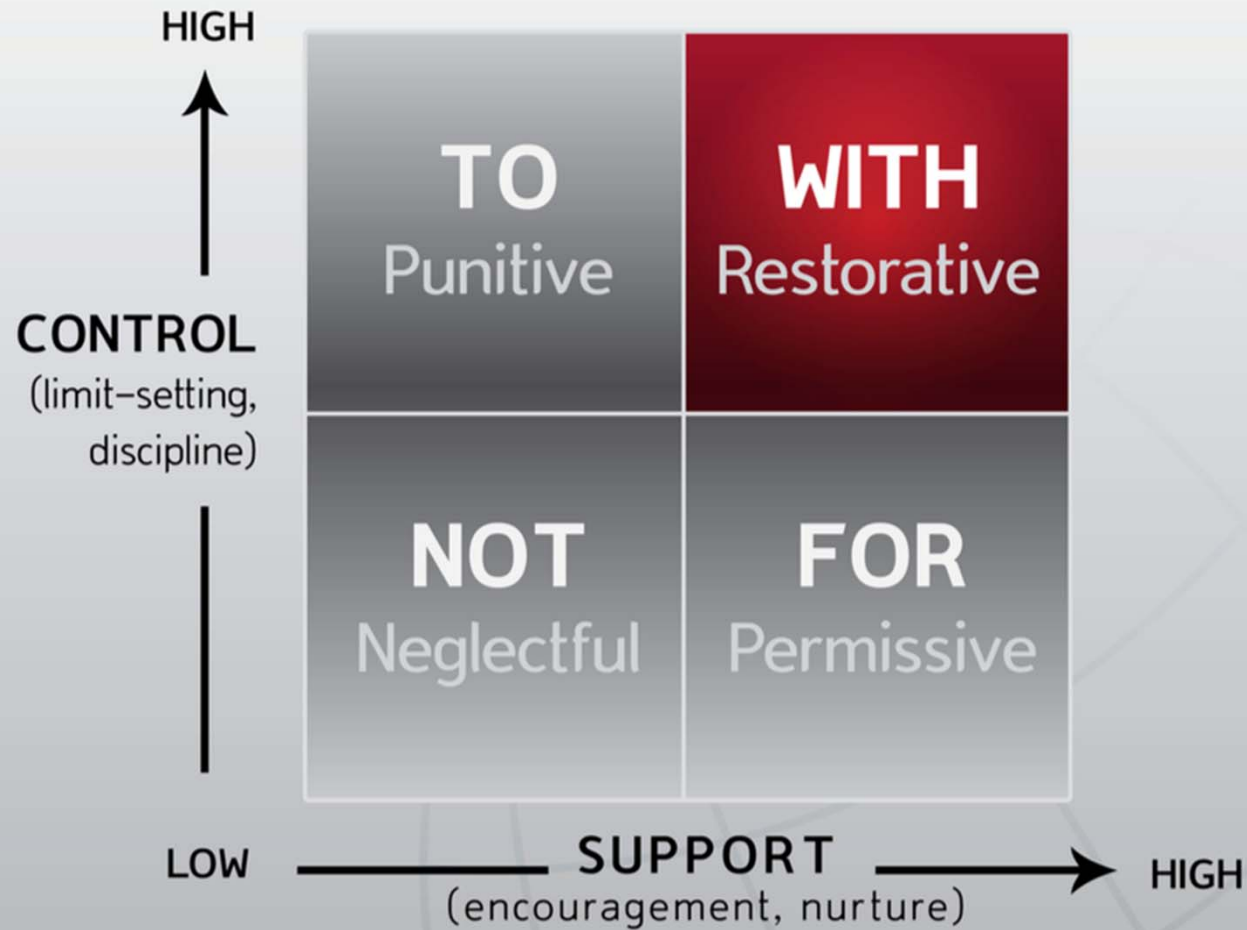 HIGH
TO
Punitive
WITH
Restorative
CONTROL
(limit-setting,
discipline)
NOT
Neglectful
FOR
Permissive
LOW
SUPPORT
(encouragement, nurture)
HIGH